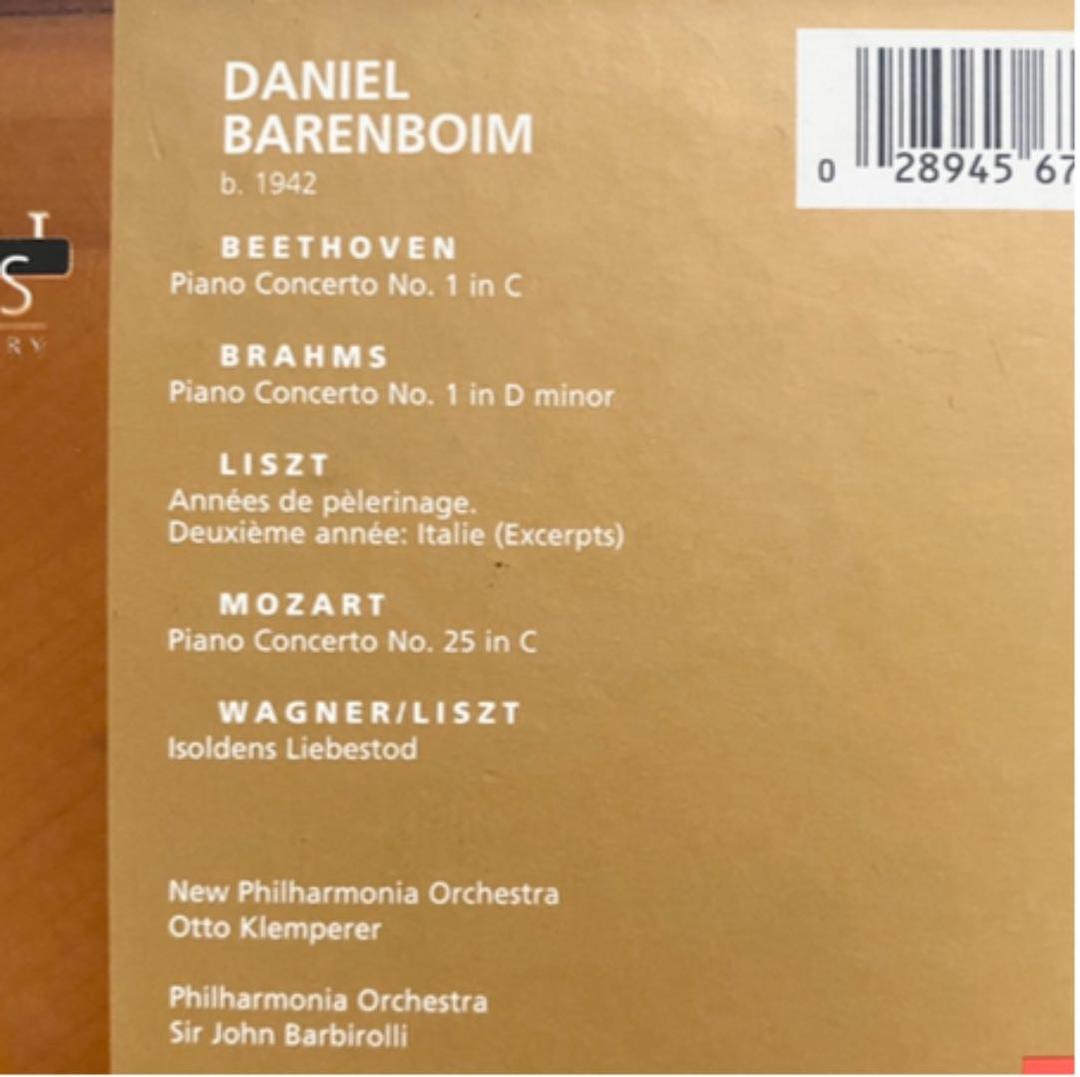 DANIEL
BARENBOIM
b. 1942
0 28945 67
BEETHOVEN
Piano Concerto No. 1 in C
BRAHMS
Piano Concerto No. 1 in D minor
LISZT
Années de pèlerinage.
Deuxième année: Italie (Excerpts)
MOZART
Piano Concerto No. 25 in C
WAGNER/LISZT
Isoldens Liebestod
New Philharmonia Orchestra
Otto Klemperer
Philharmonia Orchestra
Sir John Barbirolli